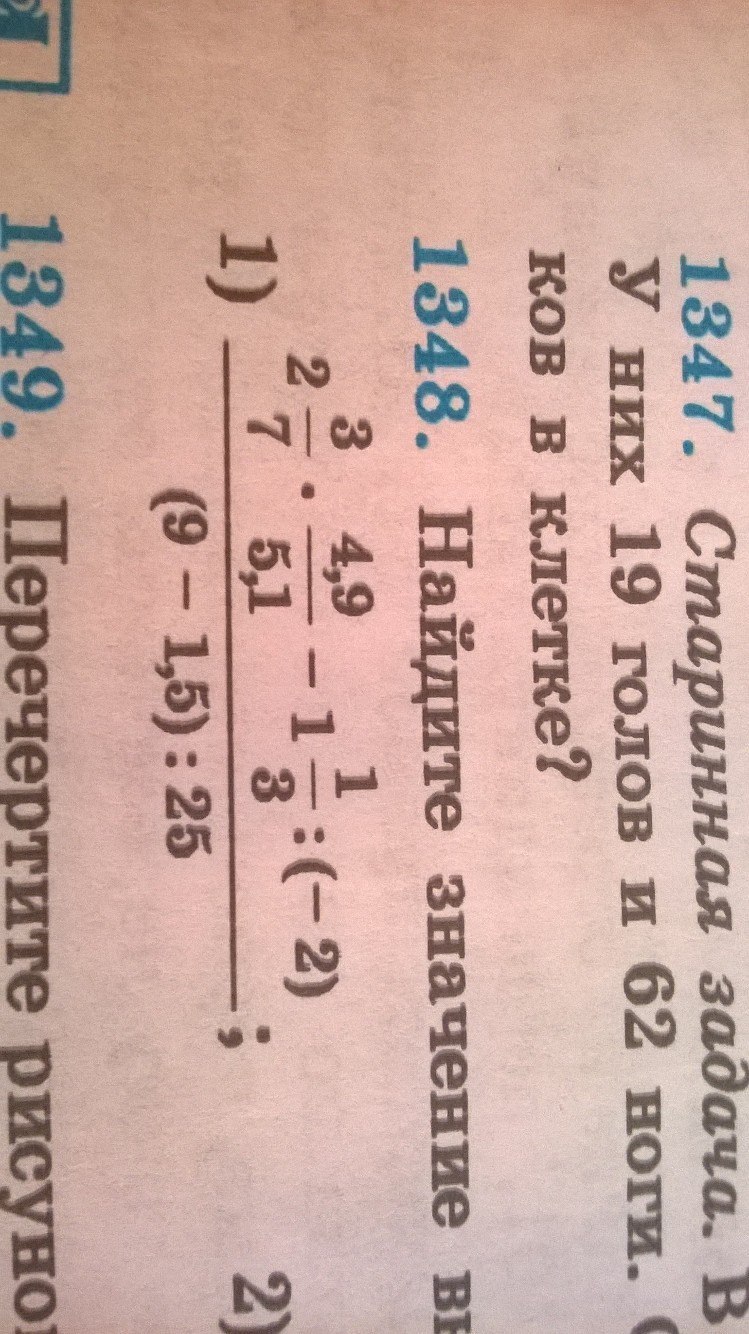 1347. Старинная задача. В
у них 19 голов и 62 ноги.
ков в клетке?
1348. Найдите значение
1) (2 3/7 · 4,9/5,1 − 1 1/3 : (−2)) / ((9 − 1,5) : 25) ; 2)
1349. Перечертите